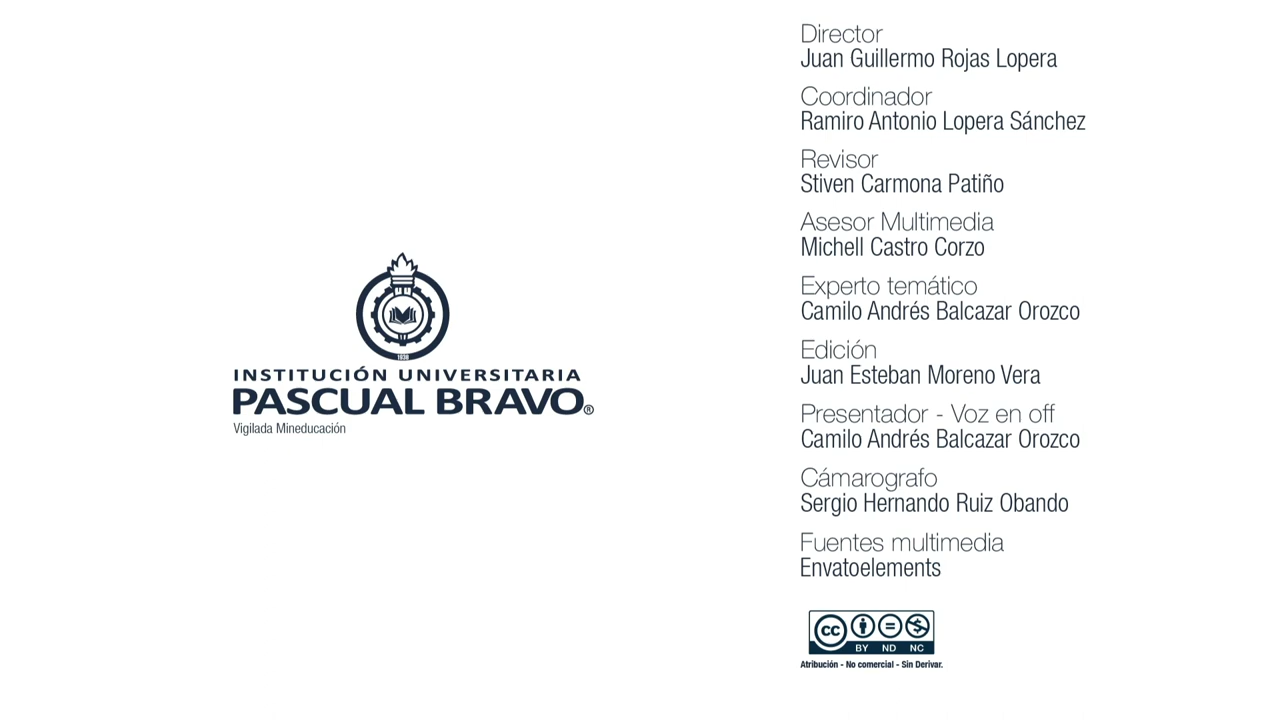 1938
INSTITUCIÓN UNIVERSITARIA
PASCUAL BRAVO®
Vigilada Mineducación
Director
Juan Guillermo Rojas Lopera
Coordinador
Ramiro Antonio Lopera Sánchez
Revisor
Stiven Carmona Patiño
Asesor Multimedia
Michell Castro Corzo
Experto temático
Camilo Andrés Balcazar Orozco
Edición
Juan Esteban Moreno Vera
Presentador - Voz en off
Camilo Andrés Balcazar Orozco
Cámarografo
Sergio Hernando Ruiz Obando
Fuentes multimedia
Envatoelements
cc
BY ND NC
Atribución - No comercial - Sin Derivar.